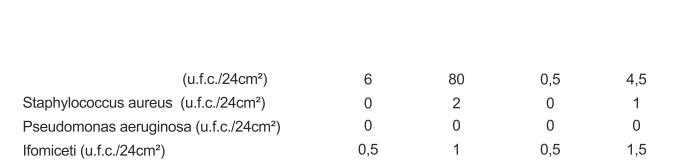 (u.f.c./24cm²) 6 80 0,5 4,5
Staphylococcus aureus (u.f.c./24cm²) 0 2 0 1
Pseudomonas aeruginosa (u.f.c./24cm²) 0 0 0 0
Ifomiceti (u.f.c./24cm²) 0,5 1 0,5 1,5